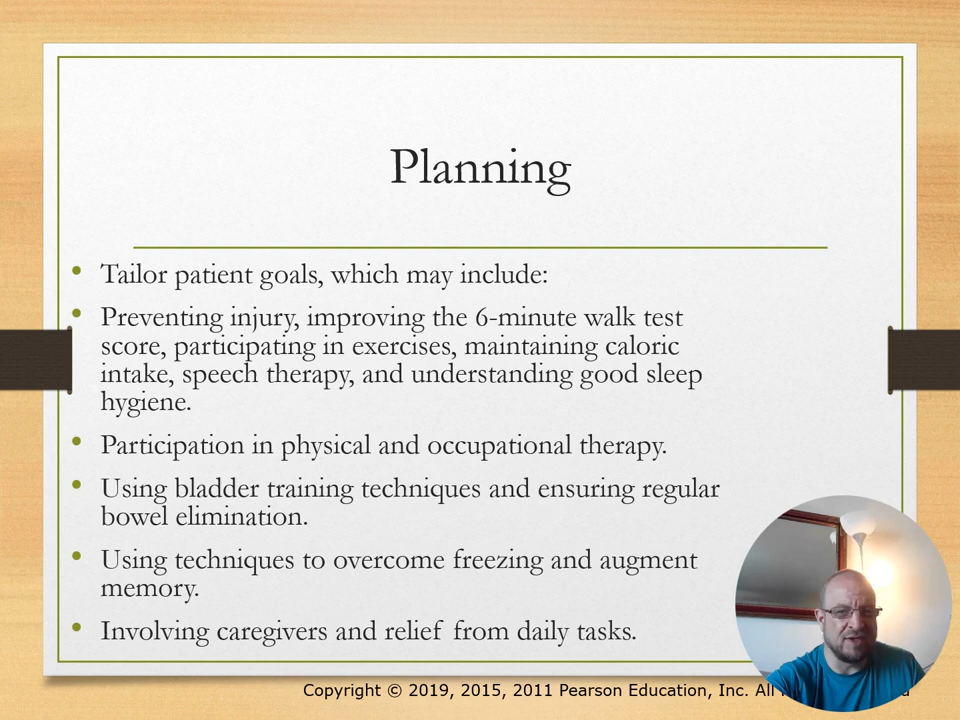 Planning
• Tailor patient goals, which may include:
• Preventing injury, improving the 6-minute walk test
score, participating in exercises, maintaining caloric
intake, speech therapy, and understanding good sleep
hygiene.
• Participation in physical and occupational therapy.
• Using bladder training techniques and ensuring regular
bowel elimination.
• Using techniques to overcome freezing and augment
memory.
• Involving caregivers and relief from daily tasks.
Copyright © 2019, 2015, 2011 Pearson Education, Inc. All